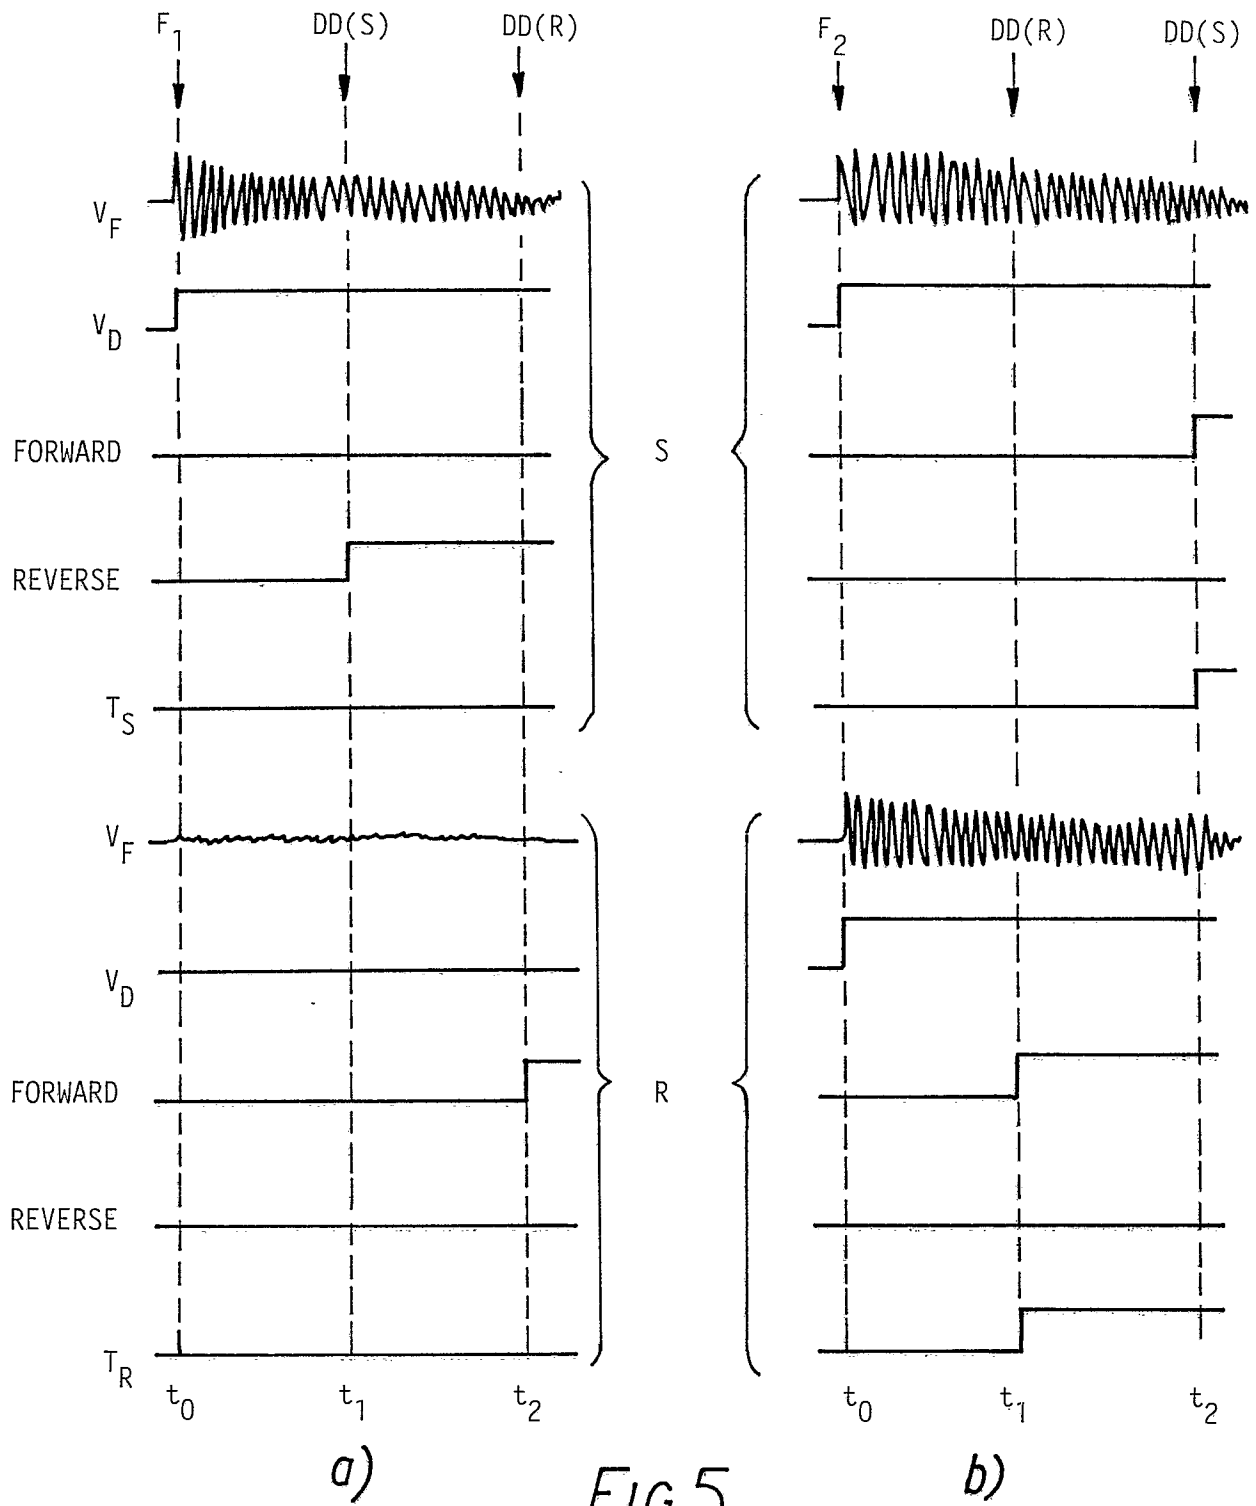 F1 DD(S) DD(R) F2 DD(R) DD(S)
VF
VD
FORWARD
S
REVERSE
TS
VF
VD
FORWARD
R
REVERSE
TR
t0 t1 t2 t0 t1 t2
a) FIG.5 b)